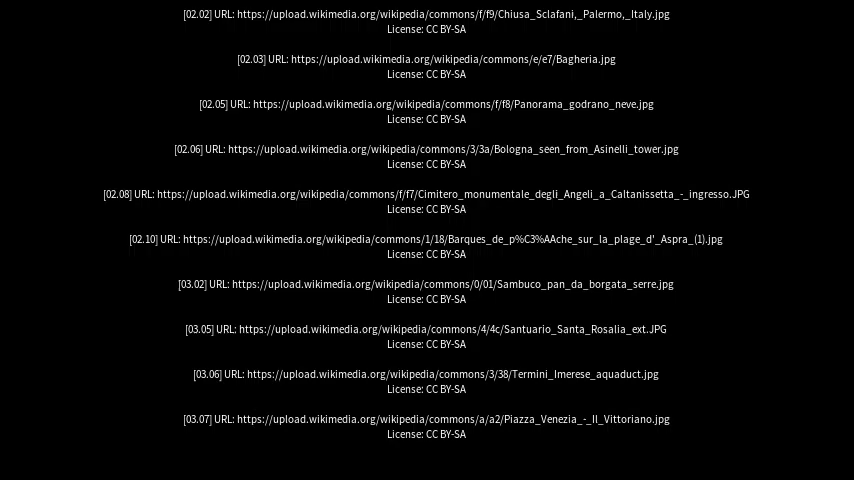 [02.02] URL: https://upload.wikimedia.org/wikipedia/commons/f/f9/Chiusa_Sclafani,_Palermo,_Italy.jpg
License: CC BY-SA
[02.03] URL: https://upload.wikimedia.org/wikipedia/commons/e/e7/Bagheria.jpg
License: CC BY-SA
[02.05] URL: https://upload.wikimedia.org/wikipedia/commons/f/f8/Panorama_godrano_neve.jpg
License: CC BY-SA
[02.06] URL: https://upload.wikimedia.org/wikipedia/commons/3/3a/Bologna_seen_from_Asinelli_tower.jpg
License: CC BY-SA
[02.08] URL: https://upload.wikimedia.org/wikipedia/commons/f/f7/Cimitero_monumentale_degli_Angeli_a_Caltanissetta_-_ingresso.JPG
License: CC BY-SA
[02.10] URL: https://upload.wikimedia.org/wikipedia/commons/1/18/Barques_de_p%C3%AAche_sur_la_plage_d'_Aspra_(1).jpg
License: CC BY-SA
[03.02] URL: https://upload.wikimedia.org/wikipedia/commons/0/01/Sambuco_pan_da_borgata_serre.jpg
License: CC BY-SA
[03.05] URL: https://upload.wikimedia.org/wikipedia/commons/4/4c/Santuario_Santa_Rosalia_ext.JPG
License: CC BY-SA
[03.06] URL: https://upload.wikimedia.org/wikipedia/commons/3/38/Termini_Imerese_aquaduct.jpg
License: CC BY-SA
[03.07] URL: https://upload.wikimedia.org/wikipedia/commons/a/a2/Piazza_Venezia_-_Il_Vittoriano.jpg
License: CC BY-SA